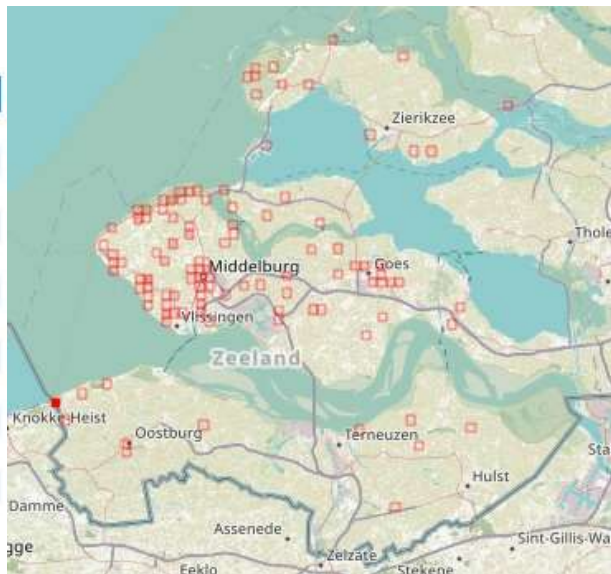 Zierikzee
Thole
Middelburg
Goes
Vlissingen
Zeeland
Knokke-Heist
Oostburg
Terneuzen
Sta
Hulst
Damme
Assenede
gge
Sint-Gillis-Wa
Zelzate
Eeklo
Stekene